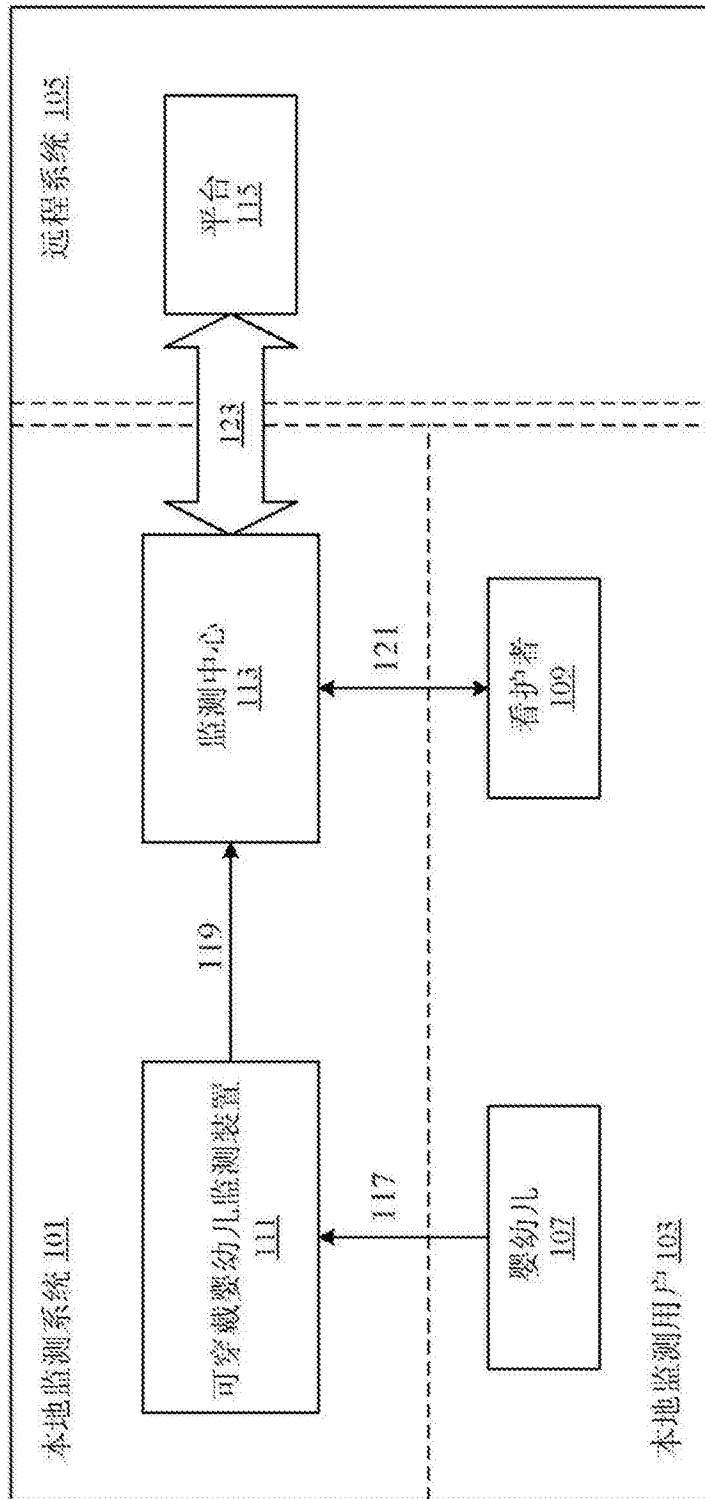 本地监测系统 101
可穿戴婴幼儿监测装置
111
119
监测中心
113
123
远程系统 105
平台
115
117
121
婴幼儿
107
看护者
109
本地监测用户 103